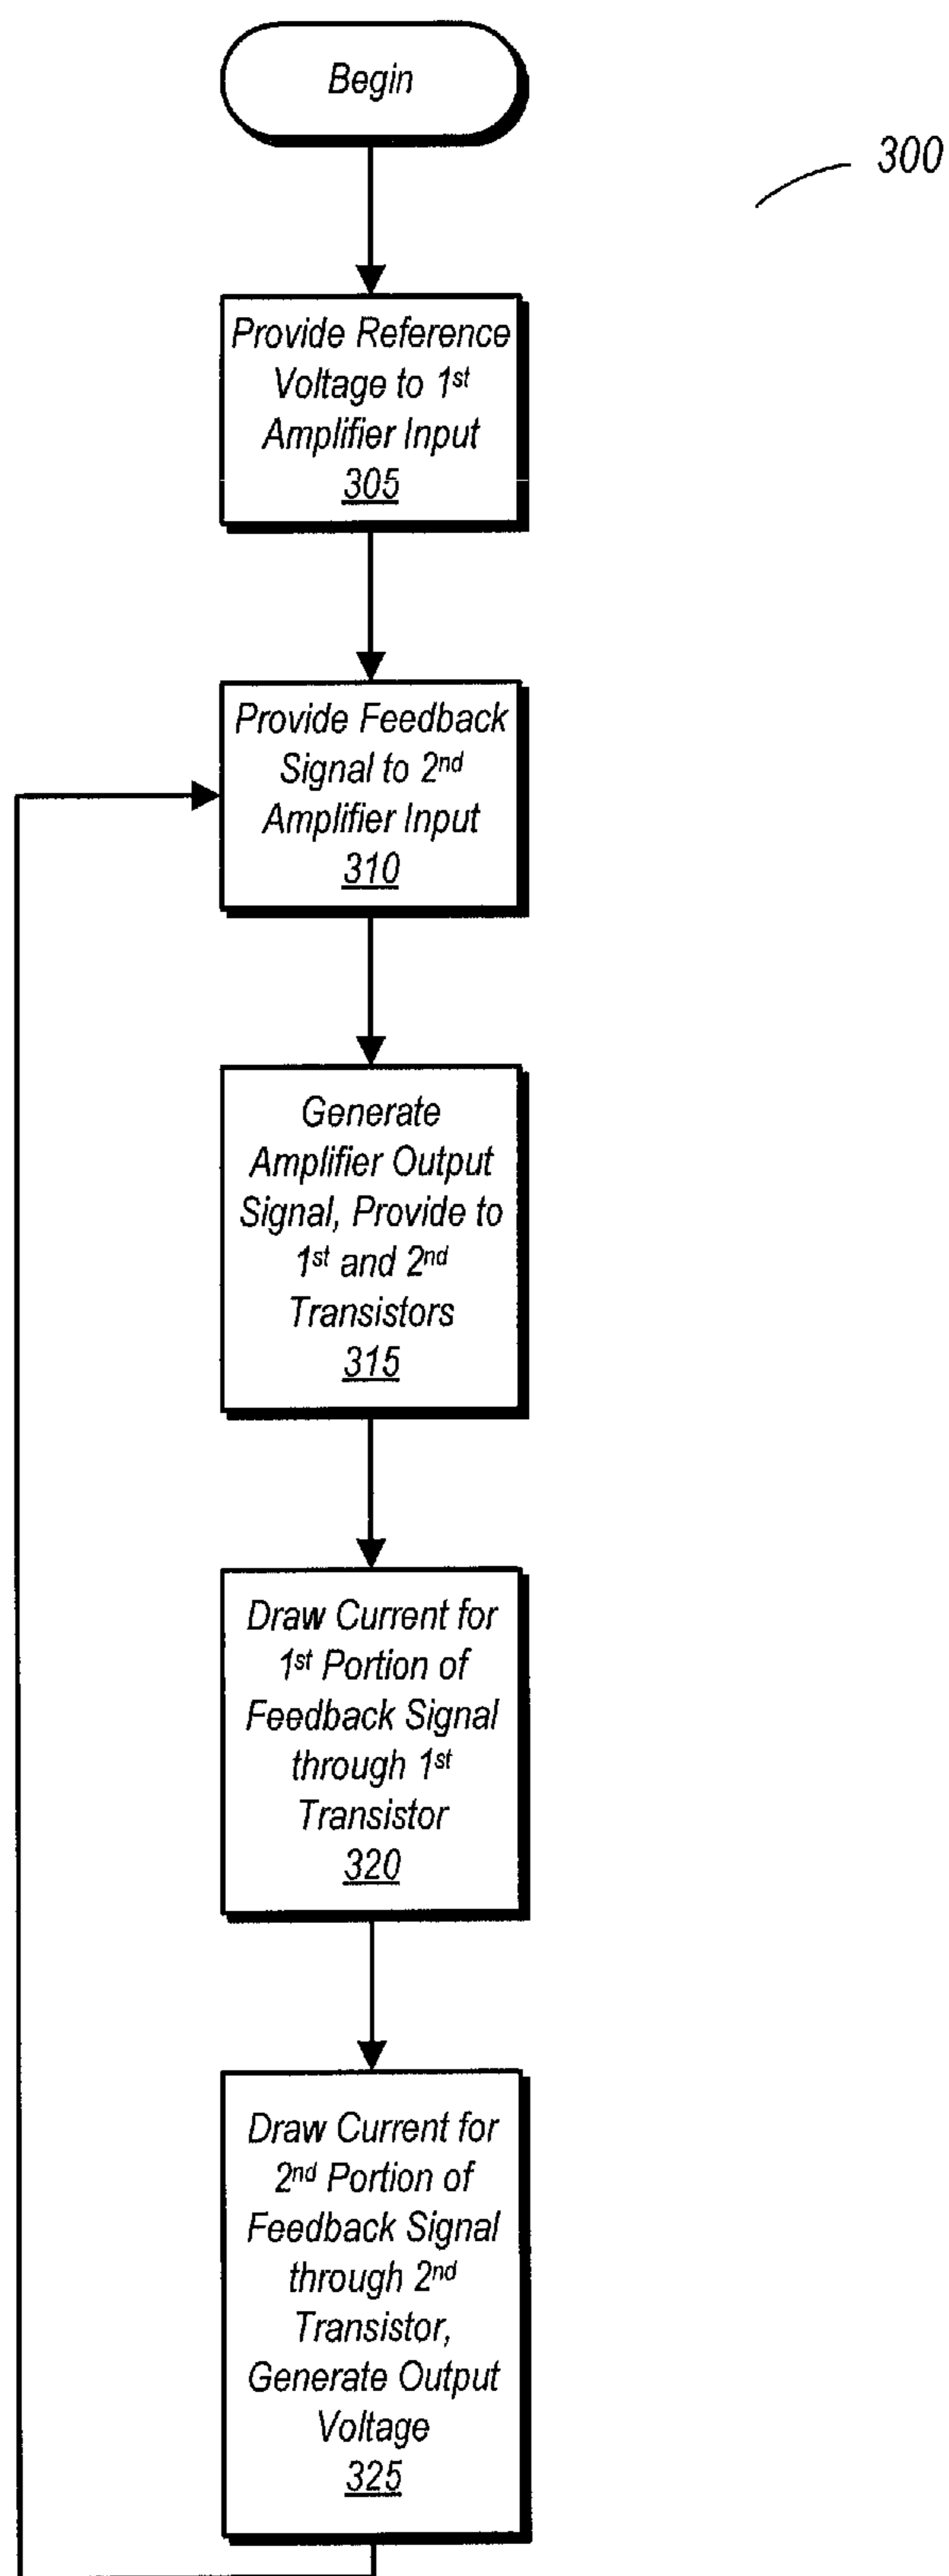 Begin
300
Provide Reference
Voltage to 1st
Amplifier Input
305
Provide Feedback
Signal to 2nd
Amplifier Input
310
Generate
Amplifier Output
Signal, Provide to
1st and 2nd
Transistors
315
Draw Current for
1st Portion of
Feedback Signal
through 1st
Transistor
320
Draw Current for
2nd Portion of
Feedback Signal
through 2nd
Transistor,
Generate Output
Voltage
325